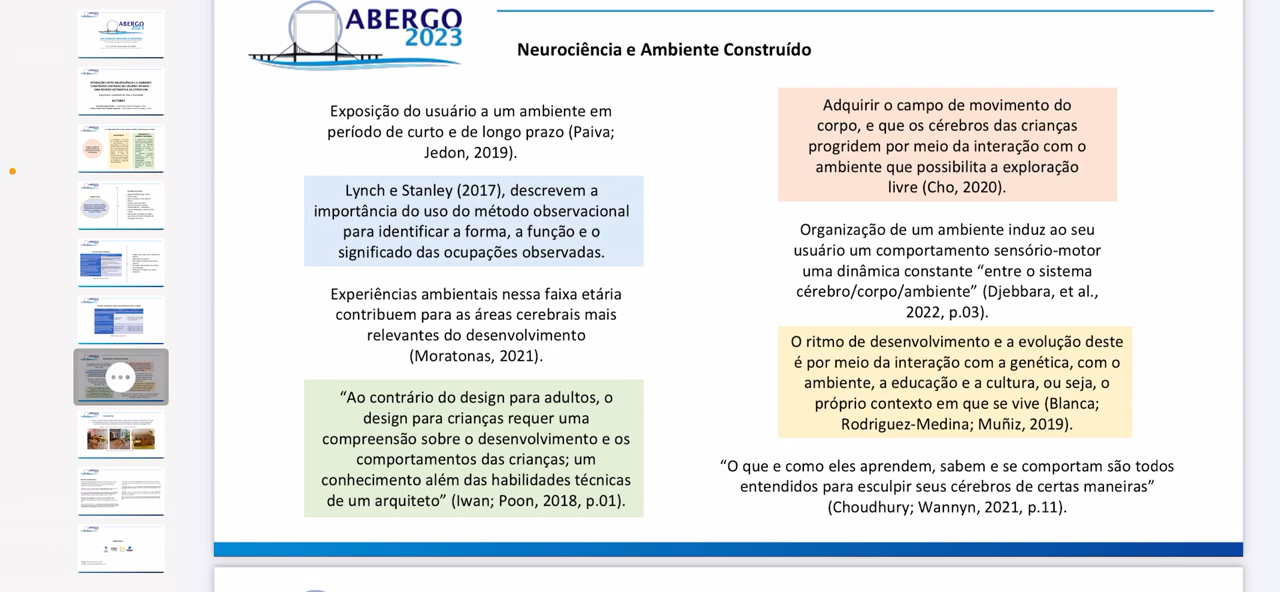 ABERGO
2023
Neurociência e Ambiente Construído
Exposição do usuário a um ambiente em
período de curto e de longo prazo (Paiva;
Jedon, 2019).
Lynch e Stanley (2017), descrevem a
importância do uso do método observacional
para identificar a forma, a função e o
significado das ocupações observadas.
Experiências ambientais nessa faixa etária
contribuem para as áreas cerebrais mais
relevantes do desenvolvimento
(Moratonas, 2021).
“Ao contrário do design para adultos, o
design para crianças requer uma
compreensão sobre o desenvolvimento e os
comportamentos das crianças; um
conhecimento além das habilidades técnicas
de um arquiteto” (Iwan; Poon, 2018, p.01).
Adquirir o campo de movimento do
corpo, e que os cérebros das crianças
progridem por meio da interação com o
ambiente que possibilita a exploração
livre (Cho, 2020).
Organização de um ambiente induz ao seu
usuário um comportamento sensório-motor
uma dinâmica constante “entre o sistema
cérebro/corpo/ambiente” (Djebbara, et al.,
2022, p.03).
O ritmo de desenvolvimento e a evolução deste
é por meio da interação com a genética, com o
ambiente, a educação e a cultura, ou seja, o
próprio contexto em que se vive (Blanca;
Rodriguez-Medina; Muñiz, 2019).
“O que e como eles aprendem, sabem e se comportam são todos
entendidos para esculpir seus cérebros de certas maneiras”
(Choudhury; Wannyn, 2021, p.11).
ABERGO
2023